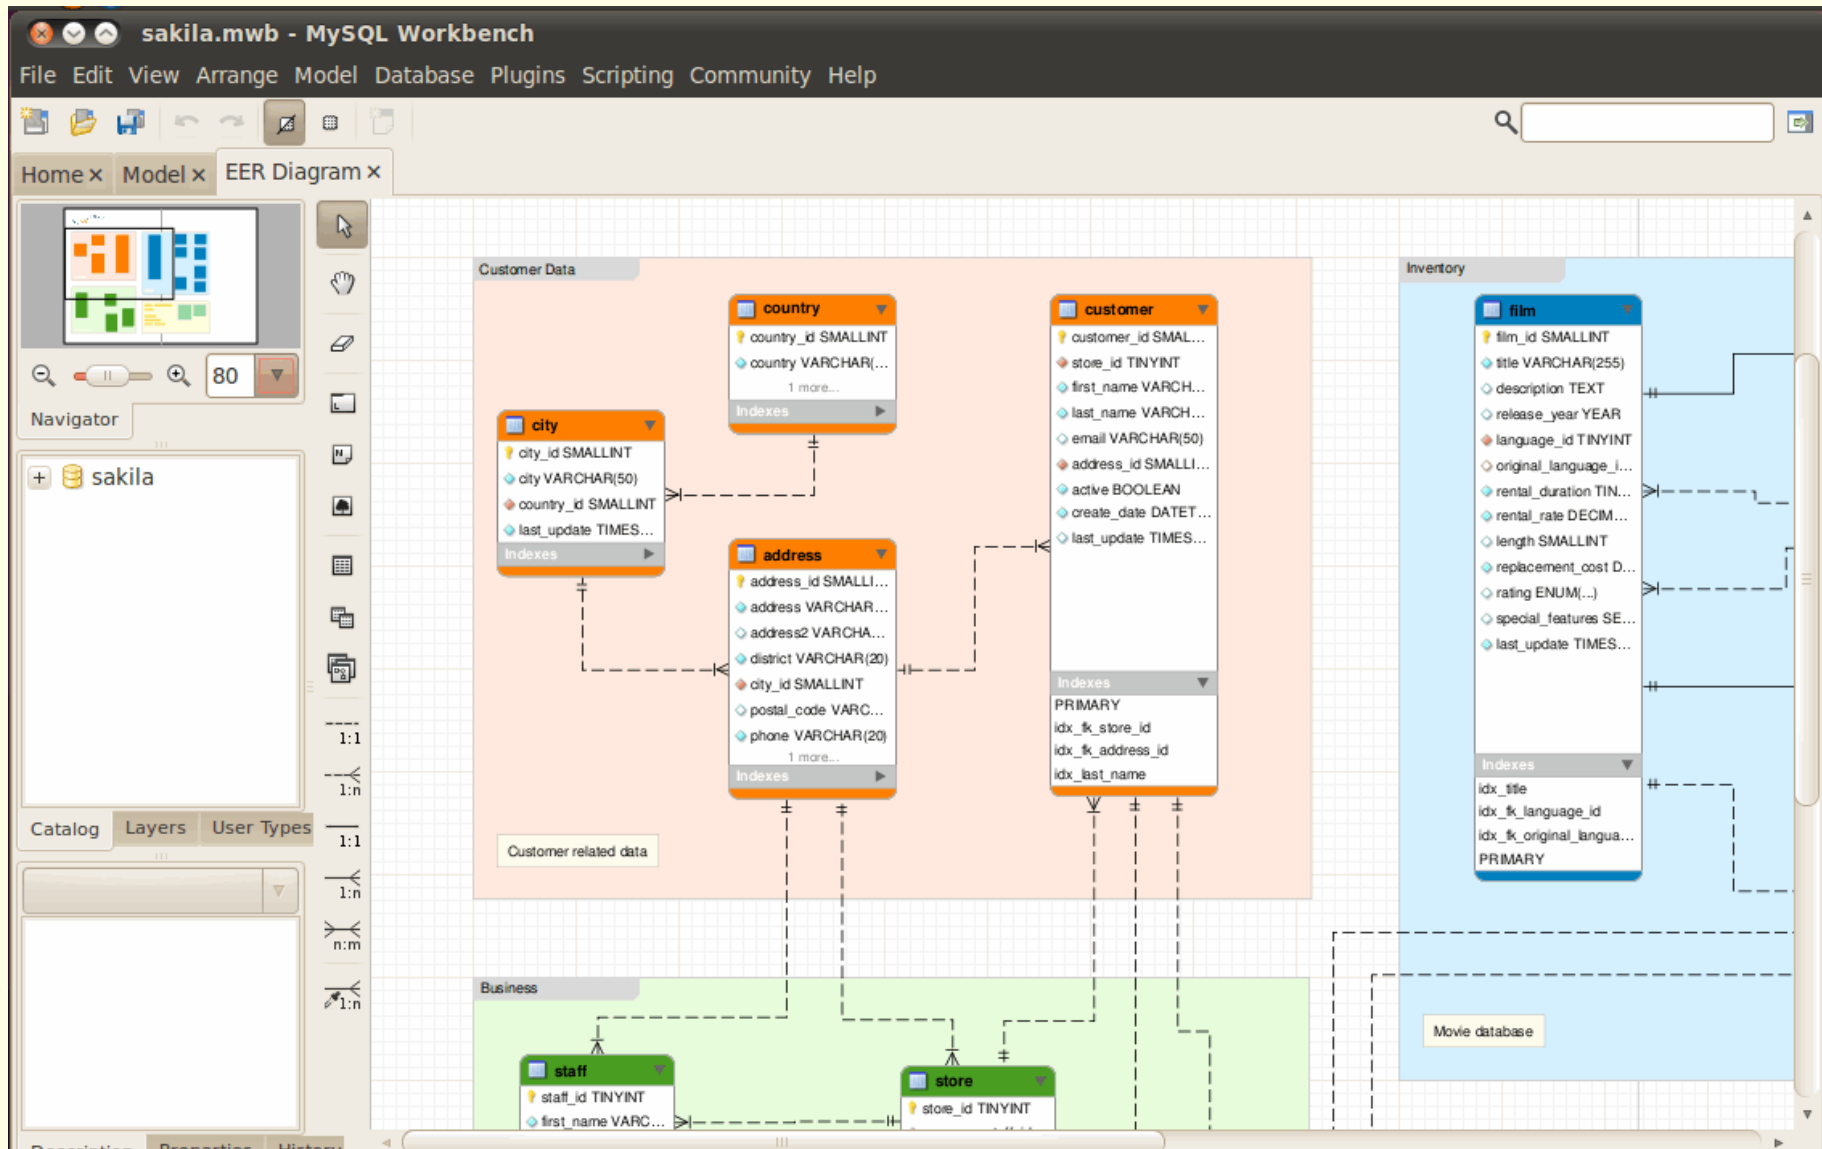 sakila.mwb - MySQL Workbench
File Edit View Arrange Model Database Plugins Scripting Community Help
Home Model EER Diagram
80
Navigator
sakila
Catalog Layers User Types
Description Properties History
1:1
1:n
1:1
1:n
n:m
1:n
Customer Data
country
country_id SMALLINT
country VARCHAR(...
1 more...
Indexes
city
city_id SMALLINT
city VARCHAR(50)
country_id SMALLINT
last_update TIMES...
Indexes
address
address_id SMALLI...
address VARCHAR...
address2 VARCHA...
district VARCHAR(20)
city_id SMALLINT
postal_code VARC...
phone VARCHAR(20)
1 more...
Indexes
customer
customer_id SMAL...
store_id TINYINT
first_name VARCH...
last_name VARCH...
email VARCHAR(50)
address_id SMALLI...
active BOOLEAN
create_date DATET...
last_update TIMES...
Indexes
PRIMARY
idx_fk_store_id
idx_fk_address_id
idx_last_name
Customer related data
Inventory
film
film_id SMALLINT
title VARCHAR(255)
description TEXT
release_year YEAR
language_id TINYINT
original_language_i...
rental_duration TIN...
rental_rate DECIM...
length SMALLINT
replacement_cost D...
rating ENUM(...)
special_features SE...
last_update TIMES...
Indexes
idx_title
idx_fk_language_id
idx_fk_original_langua...
PRIMARY
Movie database
Business
staff
staff_id TINYINT
first_name VARC...
store
store_id TINYINT